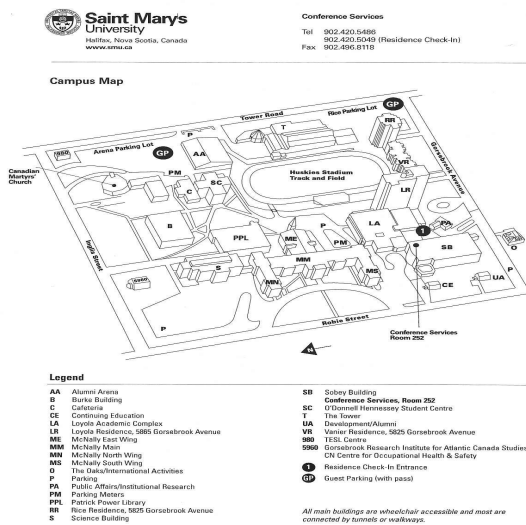 Saint Mary's
University
Halifax, Nova Scotia, Canada
www.smu.ca
Conference Services
Tel 902.420.5486
902.420.5049 (Residence Check-In)
Fax 902.496.8118
Campus Map
Tower Road
Rice Parking Lot
GP
RR
P
T
980
Arena Parking Lot
GP
AA
Gorsebrook Avenue
VR
Canadian
Martyrs'
Church
PM
SC
C
Huskies Stadium
Track and Field
LR
B
PPL
ME
P
PM
LA
PA
1
SB
O
Inglis Street
S
MM
MN
MS
5960
CE
UA
P
P
Robie Street
Conference Services
Room 252
N
Legend
AA Alumni Arena
B Burke Building
C Cafeteria
CE Continuing Education
LA Loyola Academic Complex
LR Loyola Residence, 5865 Gorsebrook Avenue
ME McNally East Wing
MM McNally Main
MN McNally North Wing
MS McNally South Wing
O The Oaks/International Activities
P Parking
PA Public Affairs/Institutional Research
PM Parking Meters
PPL Patrick Power Library
RR Rice Residence, 5825 Gorsebrook Avenue
S Science Building
SB Sobey Building
Conference Services, Room 252
SC O'Donnell Hennessey Student Centre
T The Tower
UA Development/Alumni
VR Vanier Residence, 5825 Gorsebrook Avenue
980 TESL Centre
5960 Gorsebrook Research Institute for Atlantic Canada Studies
CN Centre for Occupational Health & Safety
1 Residence Check-In Entrance
GP Guest Parking (with pass)
All main buildings are wheelchair accessible and most are
connected by tunnels or walkways.